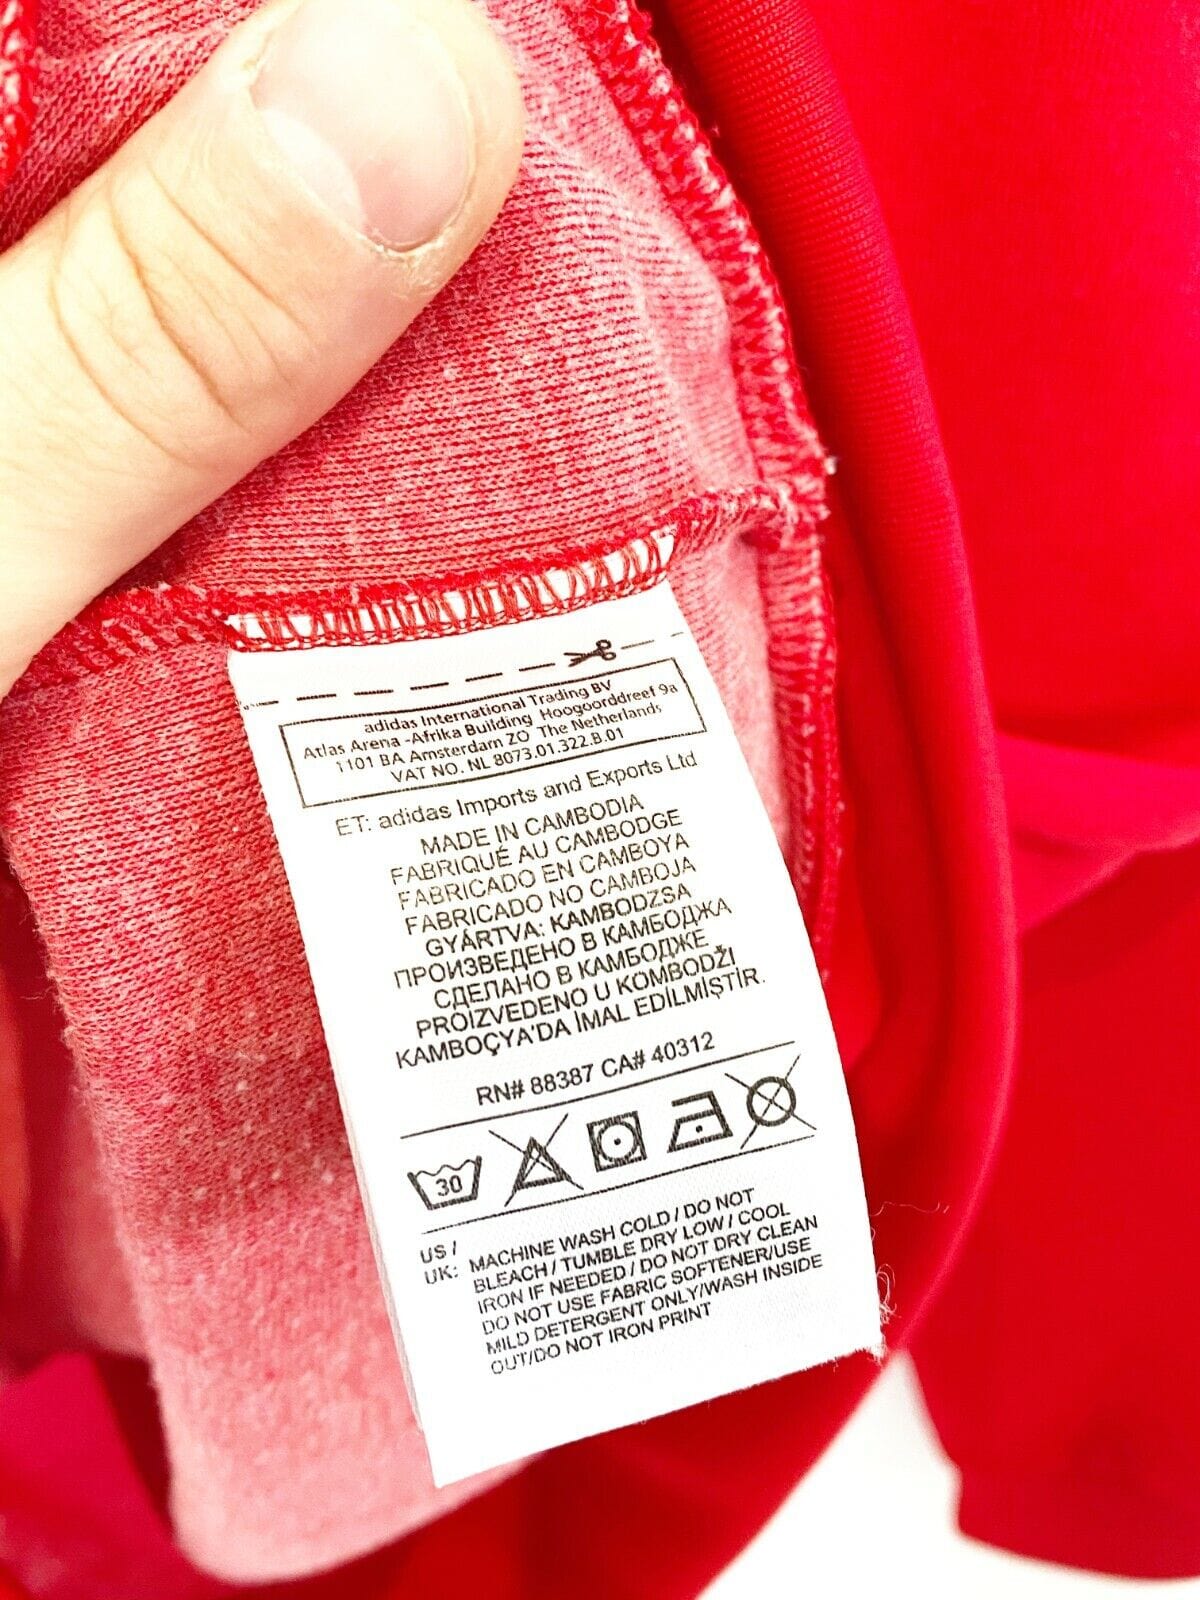 adidas International Trading BV
Atlas Arena -Afrika Building Hoogoorddreef 9a
1101 BA Amsterdam ZO The Netherlands
VAT NO. NL 8073.01.322.B.01
ET: adidas Imports and Exports Ltd
MADE IN CAMBODIA
FABRIQUÉ AU CAMBODGE
FABRICADO EN CAMBOYA
FABRICADO NO CAMBOJA
GYÁRTVA: KAMBODZSA
ПРОИЗВЕДЕНО В КАМБОДЖА
СДЕЛАНО В КАМБОДЖЕ
PROIZVEDENO U KOMBODŽI
KAMBOÇYA'DA İMAL EDİLMİŞTİR.
RN# 88387 CA# 40312
30
US /
UK:
MACHINE WASH COLD / DO NOT
BLEACH / TUMBLE DRY LOW / COOL
IRON IF NEEDED / DO NOT DRY CLEAN
DO NOT USE FABRIC SOFTENER/USE
MILD DETERGENT ONLY/WASH INSIDE
OUT/DO NOT IRON PRINT